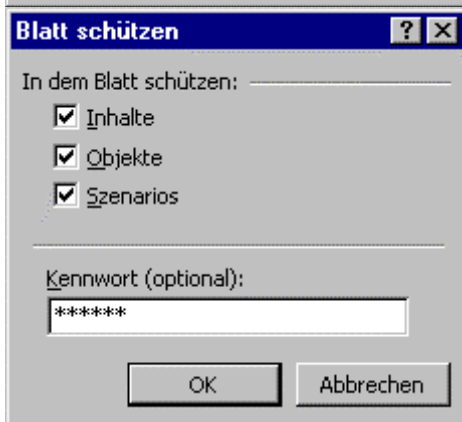 Blatt schützen
In dem Blatt schützen:
Inhalte
Objekte
Szenarios
Kennwort (optional):
******
OK Abbrechen